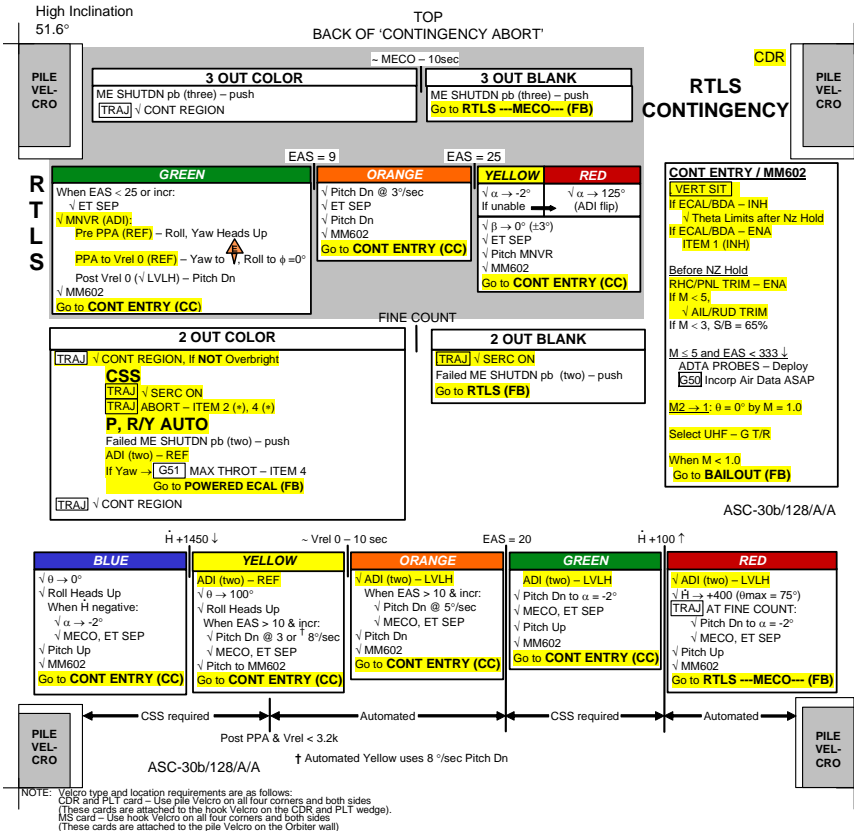 High Inclination
51.6°
TOP
BACK OF 'CONTINGENCY ABORT'
CDR
PILE
VEL-
CRO
PILE
VEL-
CRO
RTLS
CONTINGENCY
~ MECO – 10sec
3 OUT COLOR
ME SHUTDN pb (three) – push
TRAJ √ CONT REGION
3 OUT BLANK
ME SHUTDN pb (three) – push
Go to RTLS ---MECO--- (FB)
RTLS
EAS = 9
EAS = 25
GREEN
When EAS < 25 or incr:
√ ET SEP
√ MNVR (ADI):
Pre PPA (REF) – Roll, Yaw Heads Up
PPA to Vrel 0 (REF) – Yaw to E, Roll to ϕ =0°
Post Vrel 0 (√ LVLH) – Pitch Dn
√ MM602
Go to CONT ENTRY (CC)
ORANGE
√ Pitch Dn @ 3°/sec
√ ET SEP
√ Pitch Dn
√ MM602
Go to CONT ENTRY (CC)
YELLOW RED
√ α → -2° √ α → 125°
If unable (ADI flip)
√ β → 0° (±3°)
√ ET SEP
√ Pitch MNVR
√ MM602
Go to CONT ENTRY (CC)
CONT ENTRY / MM602
VERT SIT
If ECAL/BDA – INH
√ Theta Limits after Nz Hold
If ECAL/BDA – ENA
ITEM 1 (INH)
Before NZ Hold
RHC/PNL TRIM – ENA
If M < 5,
√ AIL/RUD TRIM
If M < 3, S/B = 65%
M ≤ 5 and EAS < 333 ↓
ADTA PROBES – Deploy
G50 Incorp Air Data ASAP
M2 → 1: θ = 0° by M = 1.0
Select UHF – G T/R
When M < 1.0
Go to BAILOUT (FB)
ASC-30b/128/A/A
FINE COUNT
2 OUT COLOR
TRAJ √ CONT REGION, If NOT Overbright
CSS
TRAJ √ SERC ON
TRAJ ABORT – ITEM 2 (∗), 4 (∗)
P, R/Y AUTO
Failed ME SHUTDN pb (two) – push
ADI (two) – REF
If Yaw → G51 MAX THROT – ITEM 4
Go to POWERED ECAL (FB)
TRAJ √ CONT REGION
2 OUT BLANK
TRAJ √ SERC ON
Failed ME SHUTDN pb (two) – push
Go to RTLS (FB)
Ḣ +1450 ↓
~ Vrel 0 – 10 sec
EAS = 20
Ḣ +100 ↑
BLUE
√ θ → 0°
√ Roll Heads Up
When Ḣ negative:
√ α → -2°
√ MECO, ET SEP
√ Pitch Up
√ MM602
Go to CONT ENTRY (CC)
YELLOW
ADI (two) – REF
√ θ → 100°
√ Roll Heads Up
When EAS > 10 & incr:
√ Pitch Dn @ 3 or † 8°/sec
√ MECO, ET SEP
√ Pitch to MM602
Go to CONT ENTRY (CC)
ORANGE
√ ADI (two) – LVLH
When EAS > 10 & incr:
√ Pitch Dn @ 5°/sec
√ MECO, ET SEP
√ Pitch Dn
√ MM602
Go to CONT ENTRY (CC)
GREEN
ADI (two) – LVLH
√ Pitch Dn to α = -2°
√ MECO, ET SEP
√ Pitch Up
√ MM602
Go to CONT ENTRY (CC)
RED
√ ADI (two) – LVLH
√ Ḣ → +400 (θmax = 75°)
TRAJ AT FINE COUNT:
√ Pitch Dn to α = -2°
√ MECO, ET SEP
√ Pitch Up
√ MM602
Go to RTLS ---MECO--- (FB)
CSS required
Automated
CSS required
Automated
PILE
VEL-
CRO
PILE
VEL-
CRO
Post PPA & Vrel < 3.2k
† Automated Yellow uses 8 °/sec Pitch Dn
ASC-30b/128/A/A
NOTE: Velcro type and location requirements are as follows:
CDR and PLT card – Use pile Velcro on all four corners and both sides
(These cards are attached to the hook Velcro on the CDR and PLT wedge).
MS card – Use hook Velcro on all four corners and both sides
(These cards are attached to the pile Velcro on the Orbiter wall)